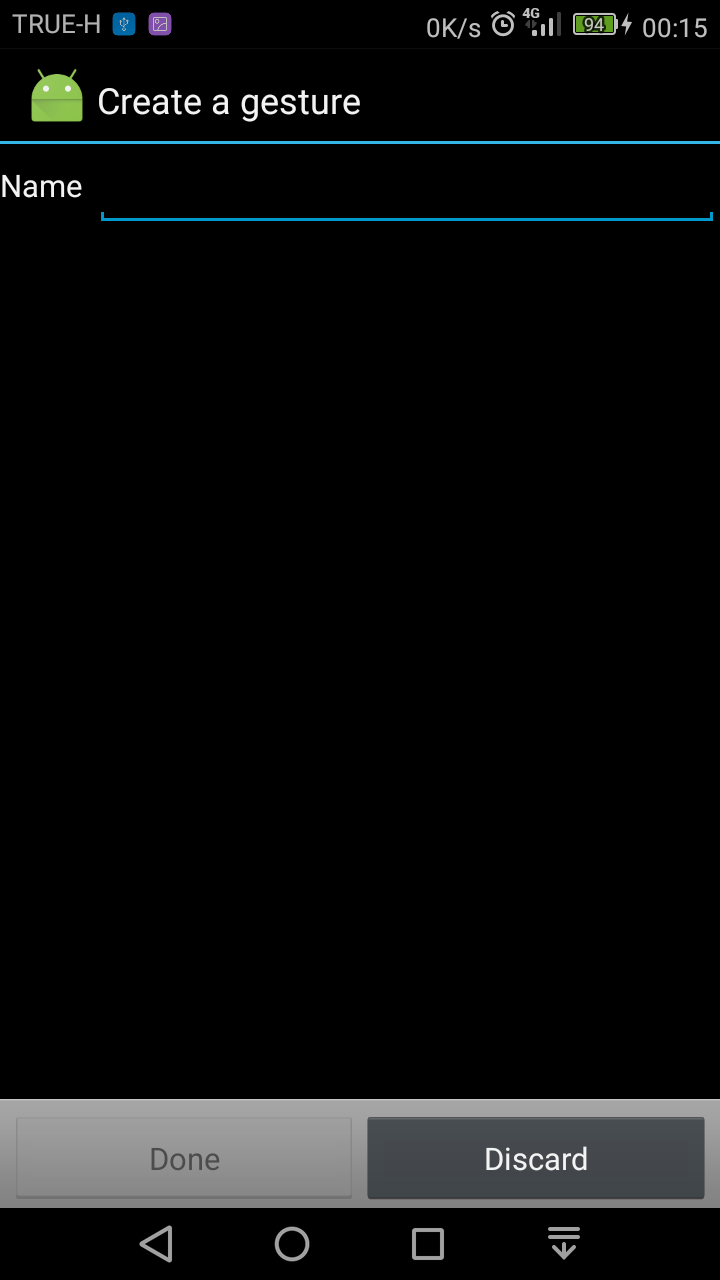 TRUE-H 0K/s 4G 94 00:15
Create a gesture
Name
Done Discard